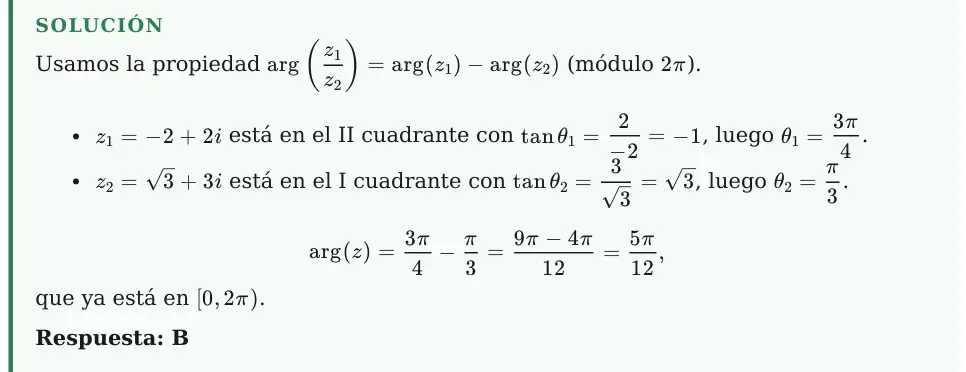 SOLUCIÓN
Usamos la propiedad arg(z₁/z₂) = arg(z₁) − arg(z₂) (módulo 2π).
• z₁ = −2 + 2i está en el II cuadrante con tan θ₁ = 2/−2 = −1, luego θ₁ = 3π/4.
• z₂ = √3 + 3i está en el I cuadrante con tan θ₂ = 3/√3 = √3, luego θ₂ = π/3.
arg(z) = 3π/4 − π/3 = (9π − 4π)/12 = 5π/12,
que ya está en [0, 2π).
Respuesta: B